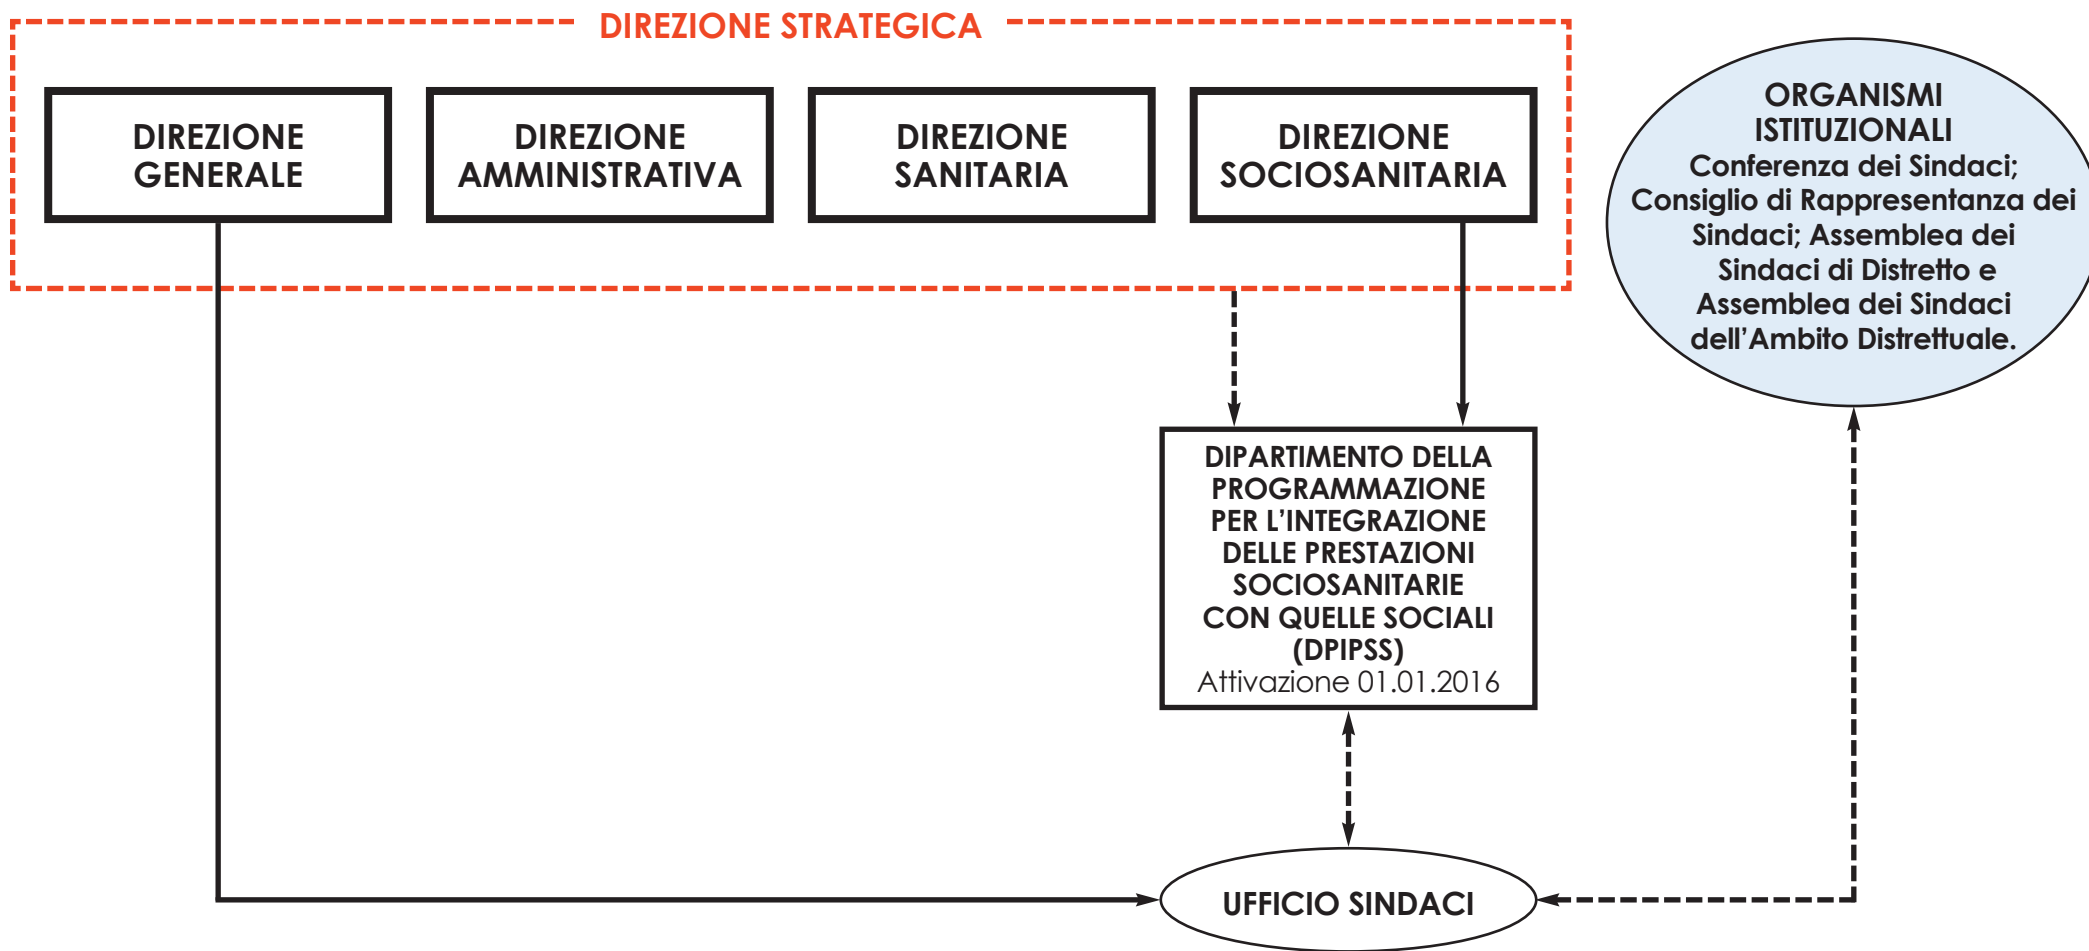 DIREZIONE STRATEGICA
DIREZIONE
GENERALE
DIREZIONE
AMMINISTRATIVA
DIREZIONE
SANITARIA
DIREZIONE
SOCIOSANITARIA
ORGANISMI
ISTITUZIONALI
Conferenza dei Sindaci;
Consiglio di Rappresentanza dei
Sindaci; Assemblea dei
Sindaci di Distretto e
Assemblea dei Sindaci
dell’Ambito Distrettuale.
DIPARTIMENTO DELLA
PROGRAMMAZIONE
PER L’INTEGRAZIONE
DELLE PRESTAZIONI
SOCIOSANITARIE
CON QUELLE SOCIALI
(DPIPSS)
Attivazione 01.01.2016
UFFICIO SINDACI